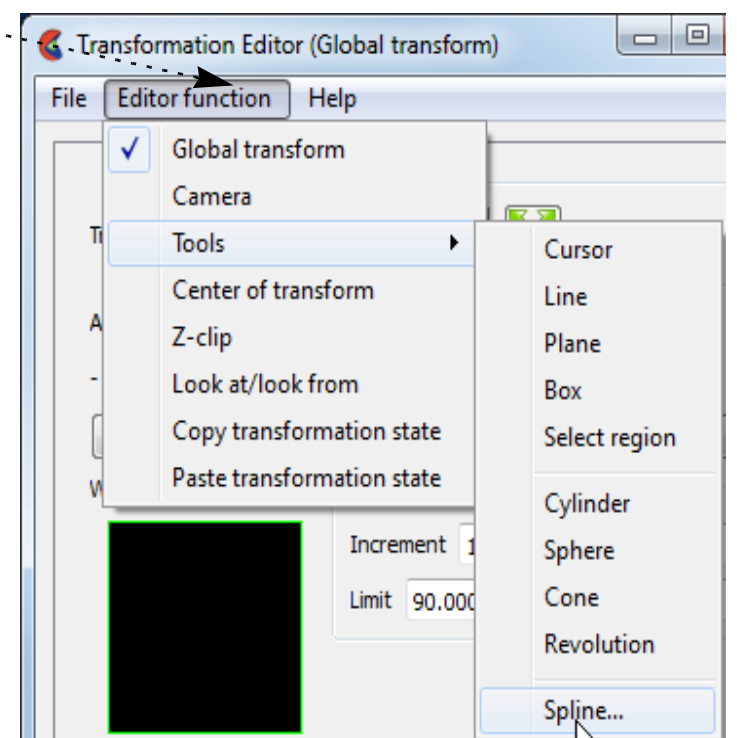 Transformation Editor (Global transform)
File Editor function Help
Global transform
Camera
Tools
Center of transform
Z-clip
Look at/look from
Copy transformation state
Paste transformation state
Cursor
Line
Plane
Box
Select region
Cylinder
Sphere
Cone
Revolution
Spline...
Increment 1
Limit 90.000